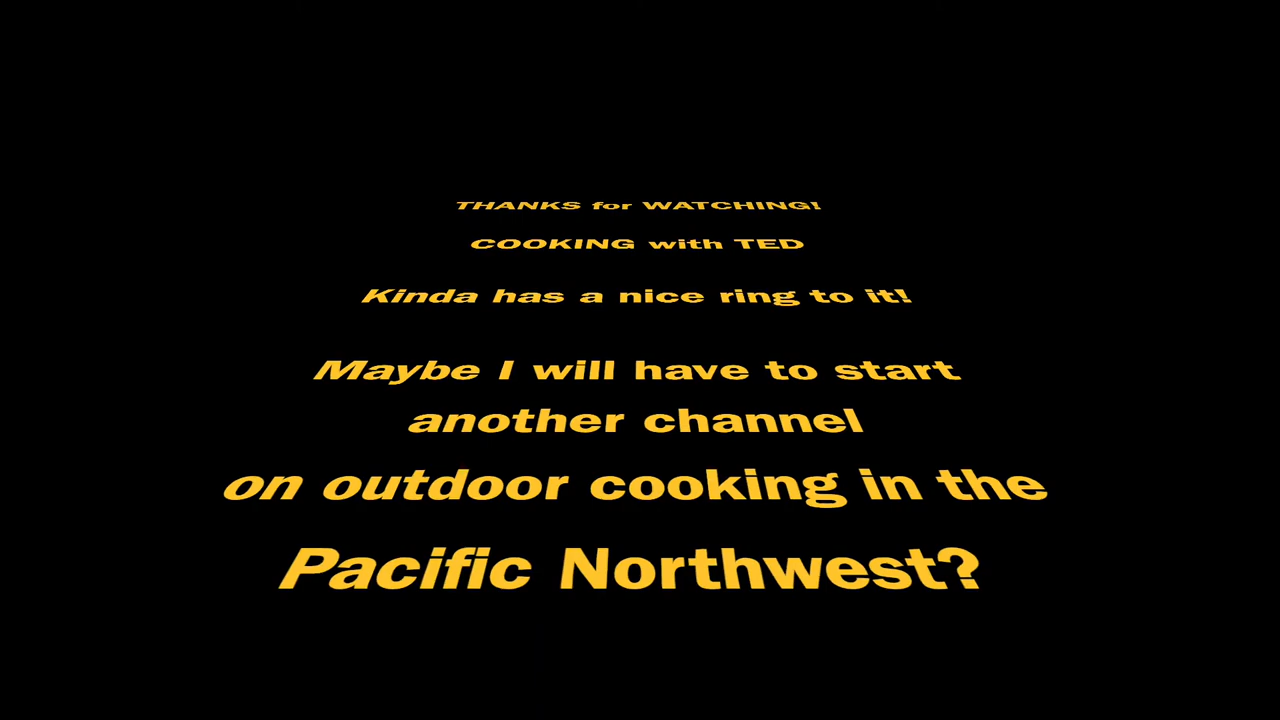 THANKS for WATCHING!
COOKING with TED
Kinda has a nice ring to it!
Maybe I will have to start
another channel
on outdoor cooking in the
Pacific Northwest?